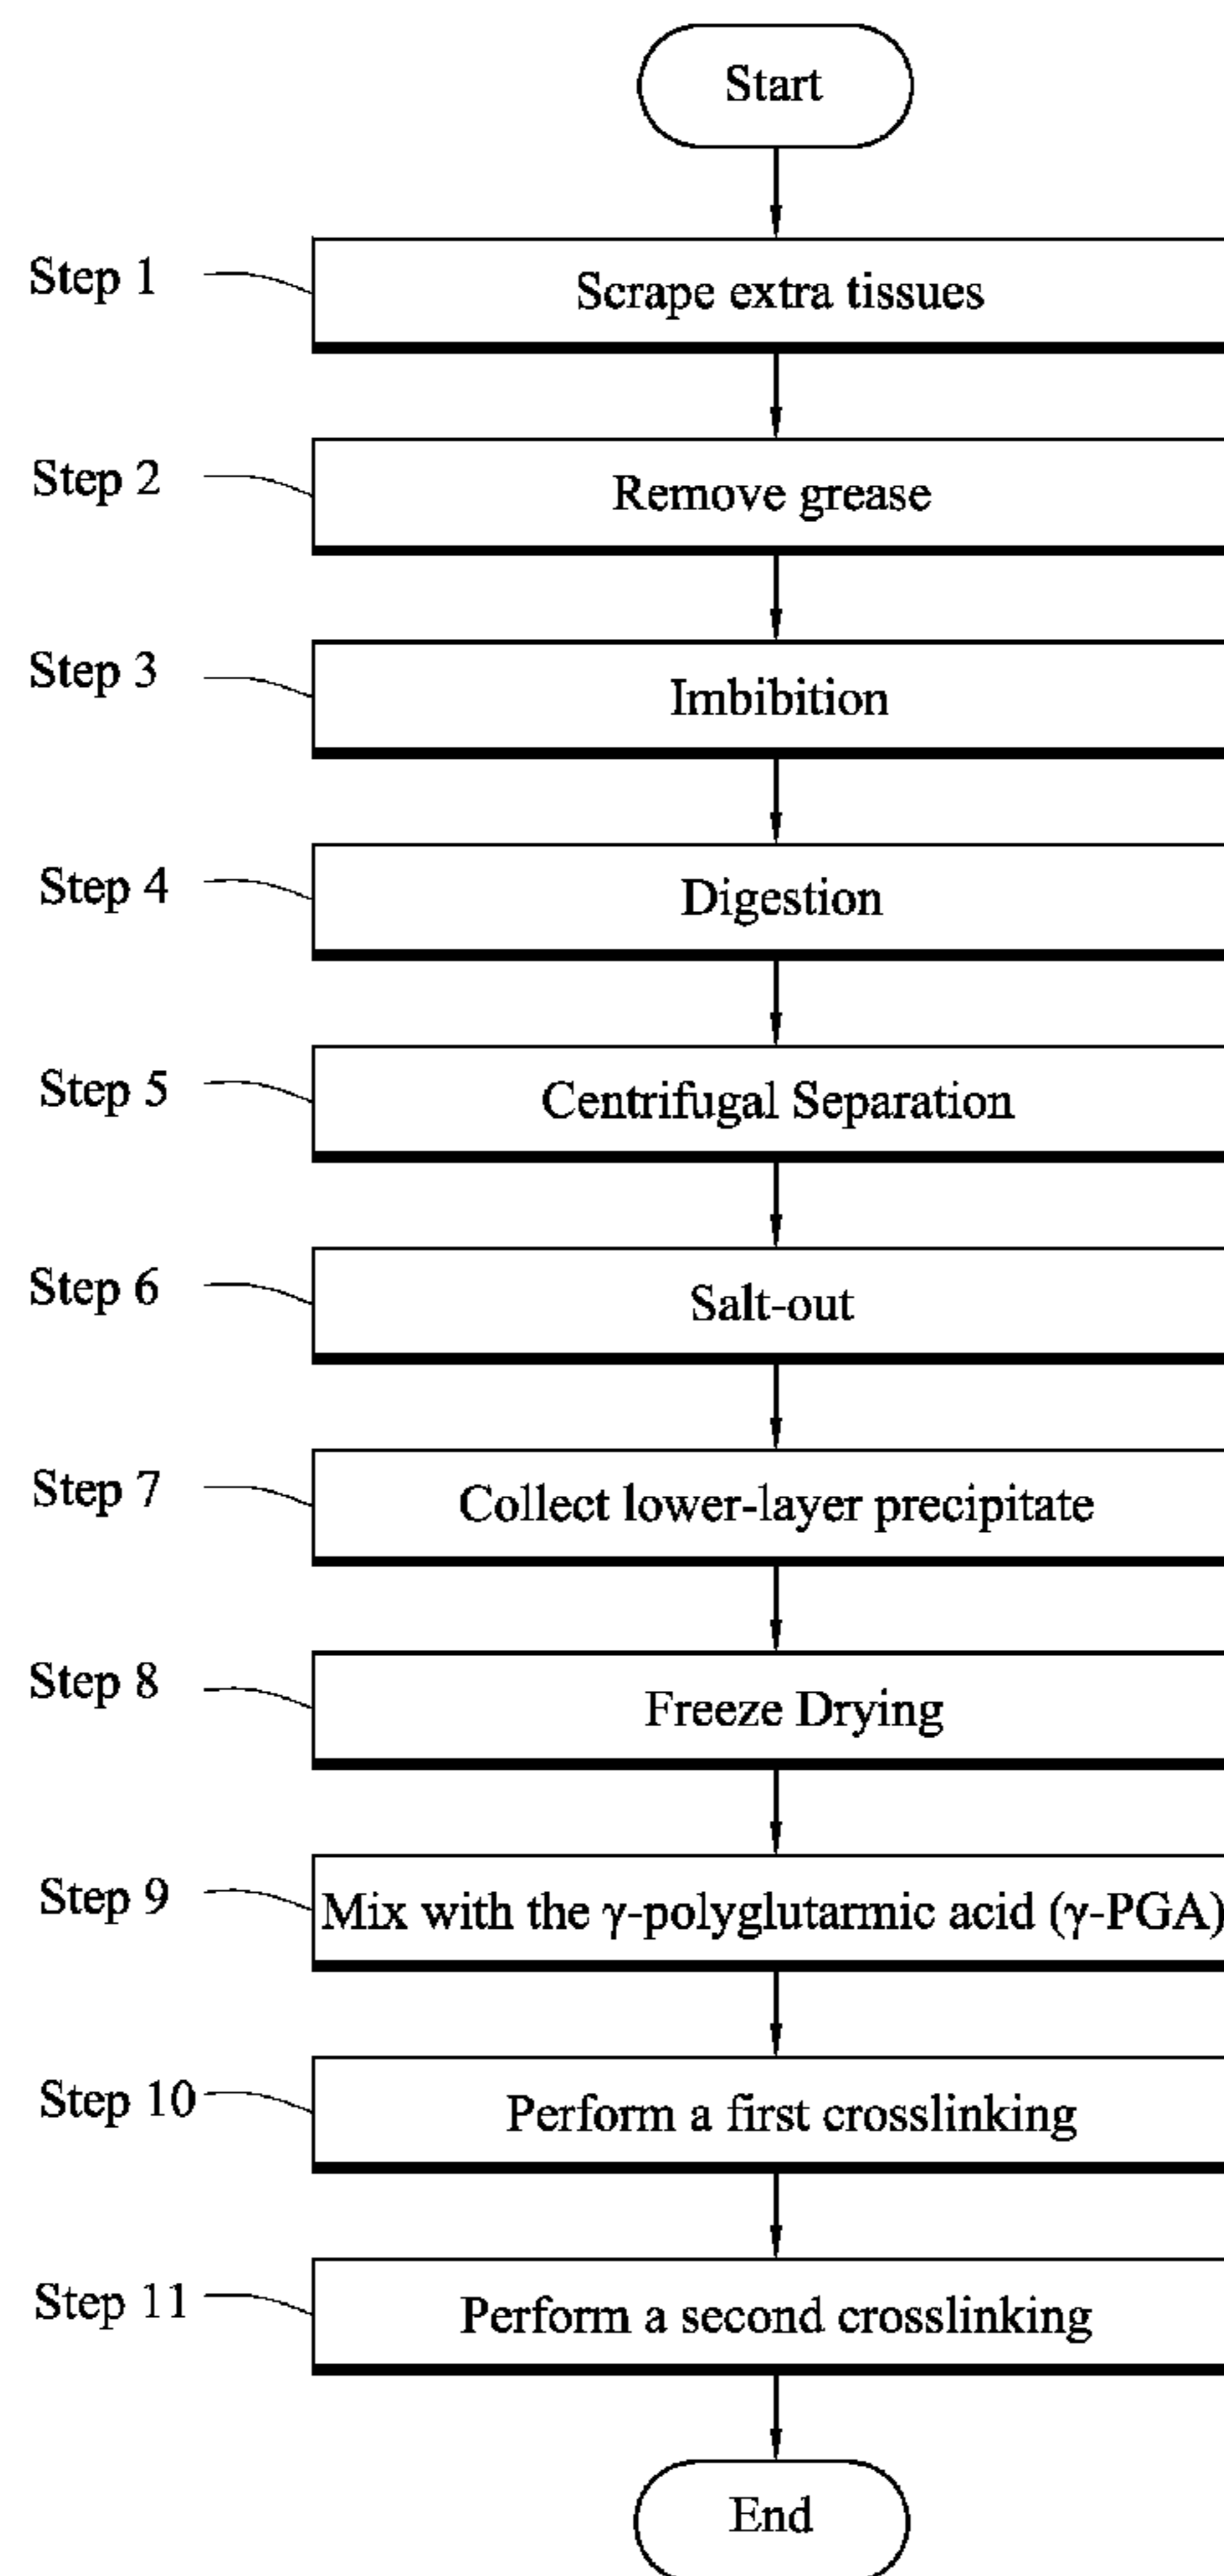 Start
Step 1
Scrape extra tissues
Step 2
Remove grease
Step 3
Imbibition
Step 4
Digestion
Step 5
Centrifugal Separation
Step 6
Salt-out
Step 7
Collect lower-layer precipitate
Step 8
Freeze Drying
Step 9
Mix with the γ-polyglutarmic acid (γ-PGA)
Step 10
Perform a first crosslinking
Step 11
Perform a second crosslinking
End